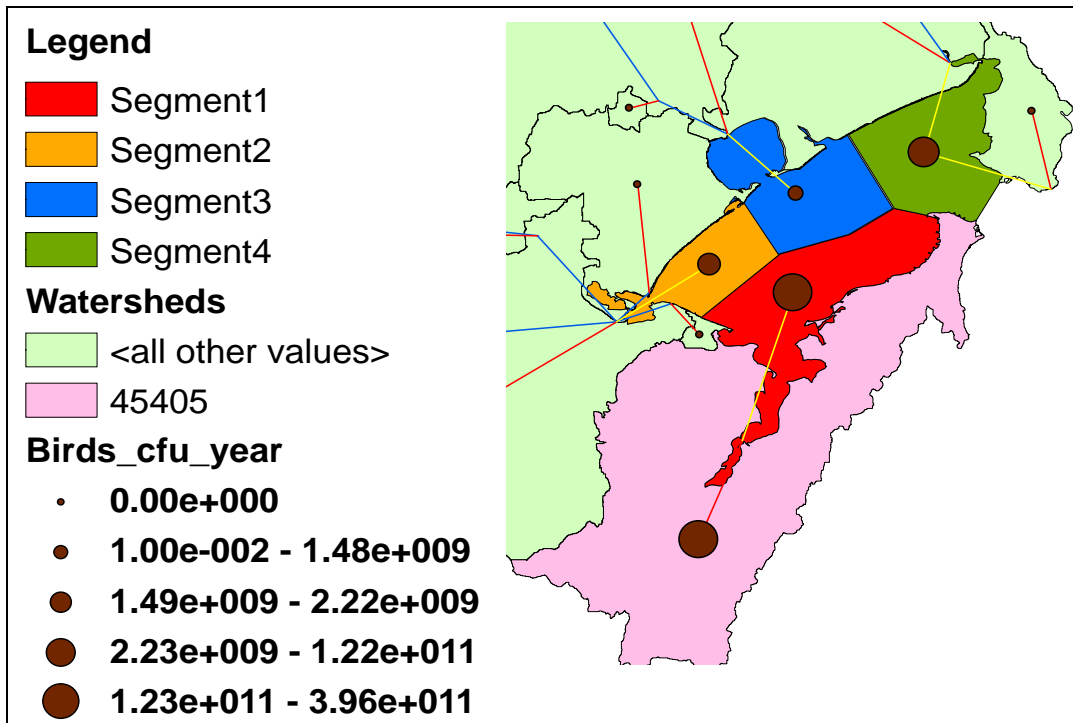 Legend
Segment1
Segment2
Segment3
Segment4
Watersheds
<all other values>
45405
Birds_cfu_year
0.00e+000
1.00e-002 - 1.48e+009
1.49e+009 - 2.22e+009
2.23e+009 - 1.22e+011
1.23e+011 - 3.96e+011